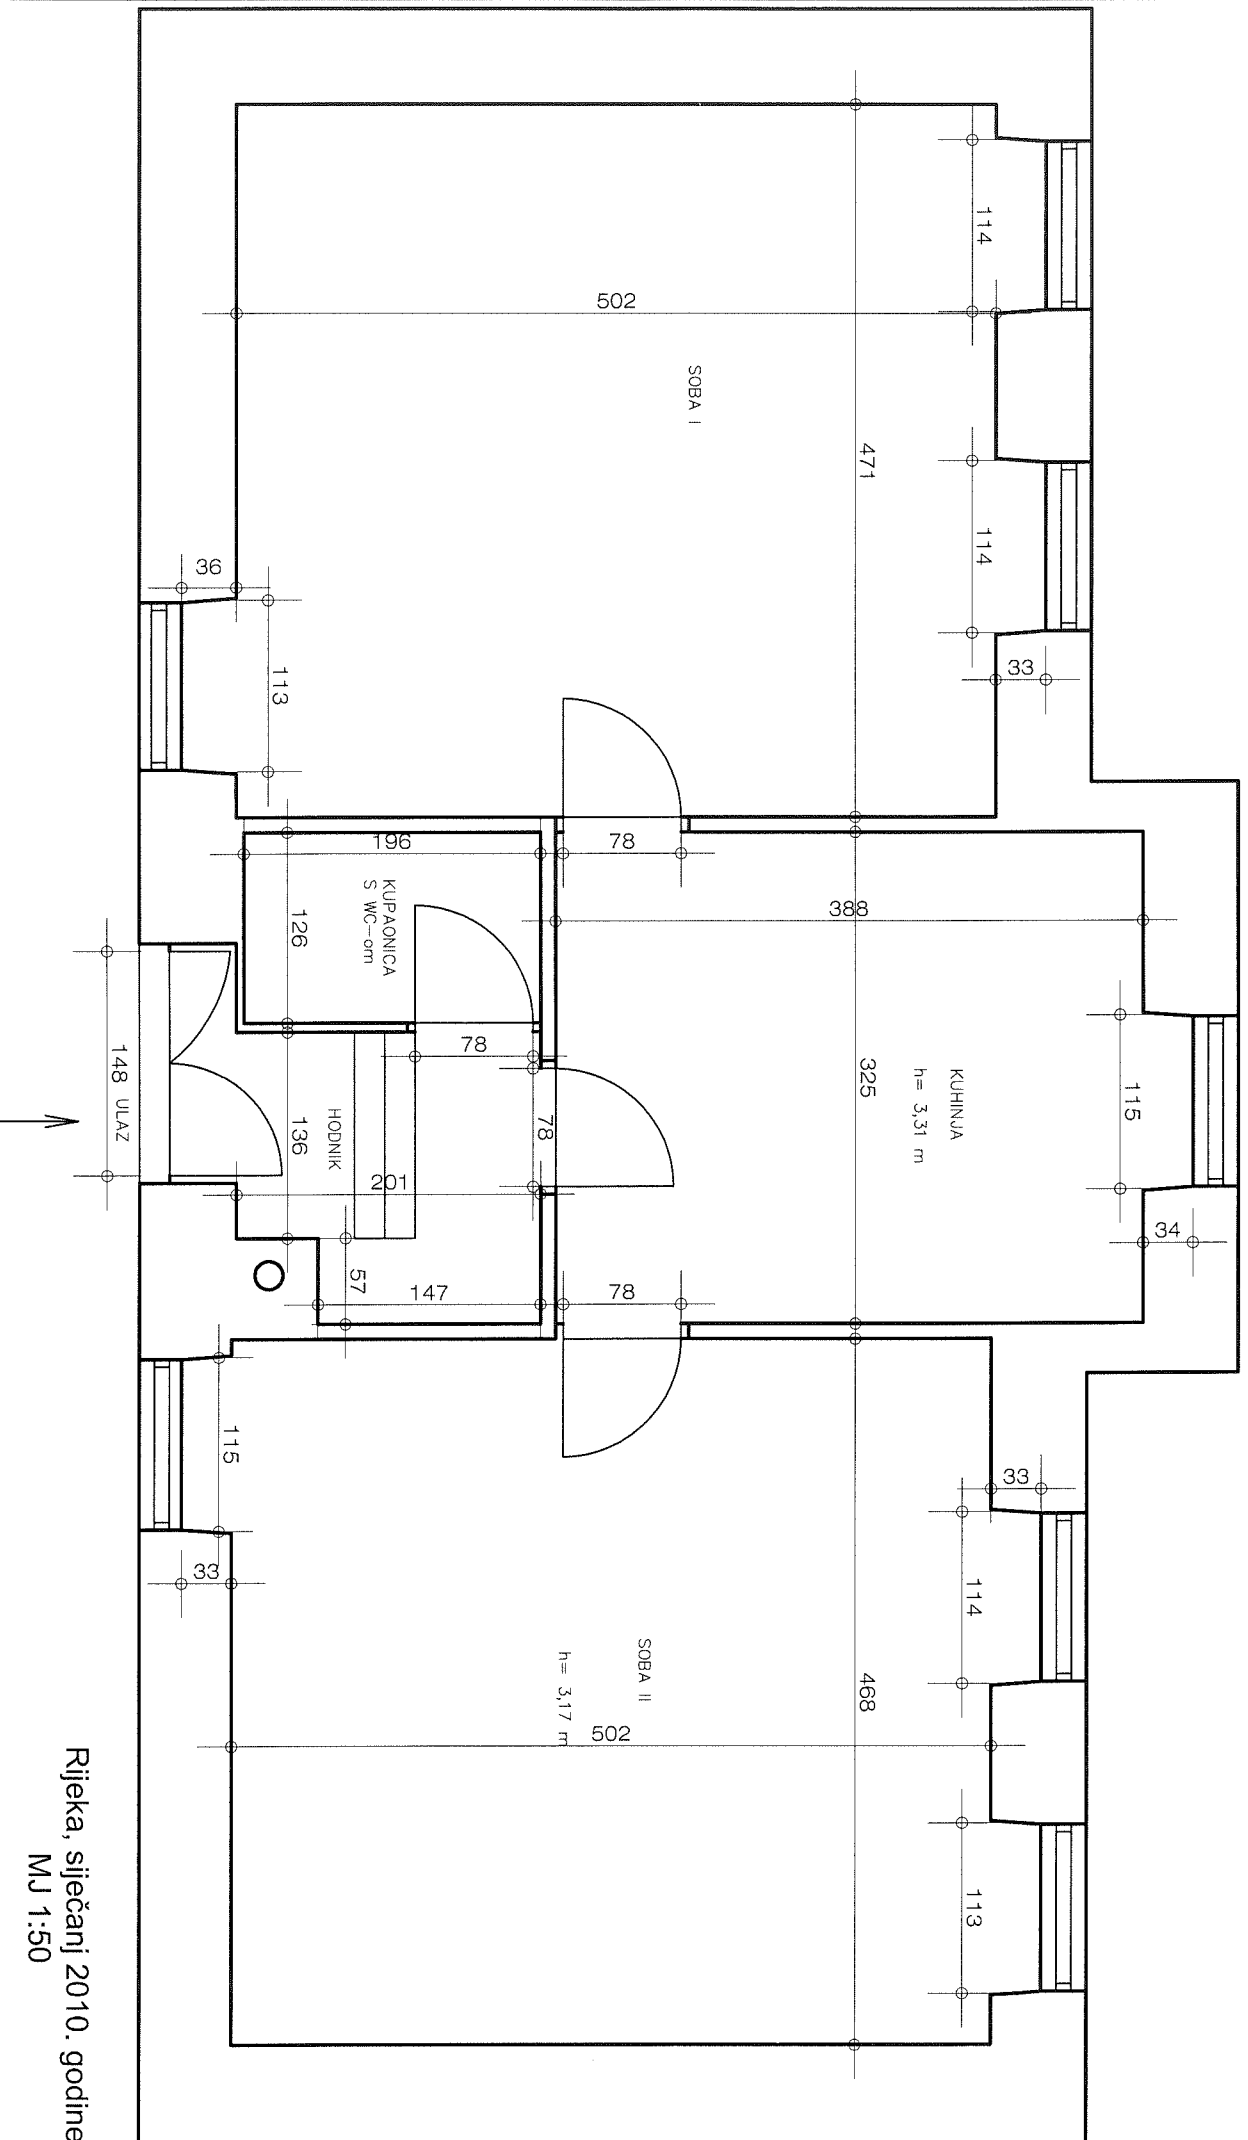 114
502
SOBA I
471
114
36
33
113
196
78
126
KUPAONICA
S WC-om
388
78
148 ULAZ
136
HODNIK
78
325
KUHINJA
h= 3,31 m
115
201
34
57
147
78
115
33
33
114
SOBA II
h= 3,17 m
468
502
113
Rijeka, siječanj 2010. godine
MJ 1:50